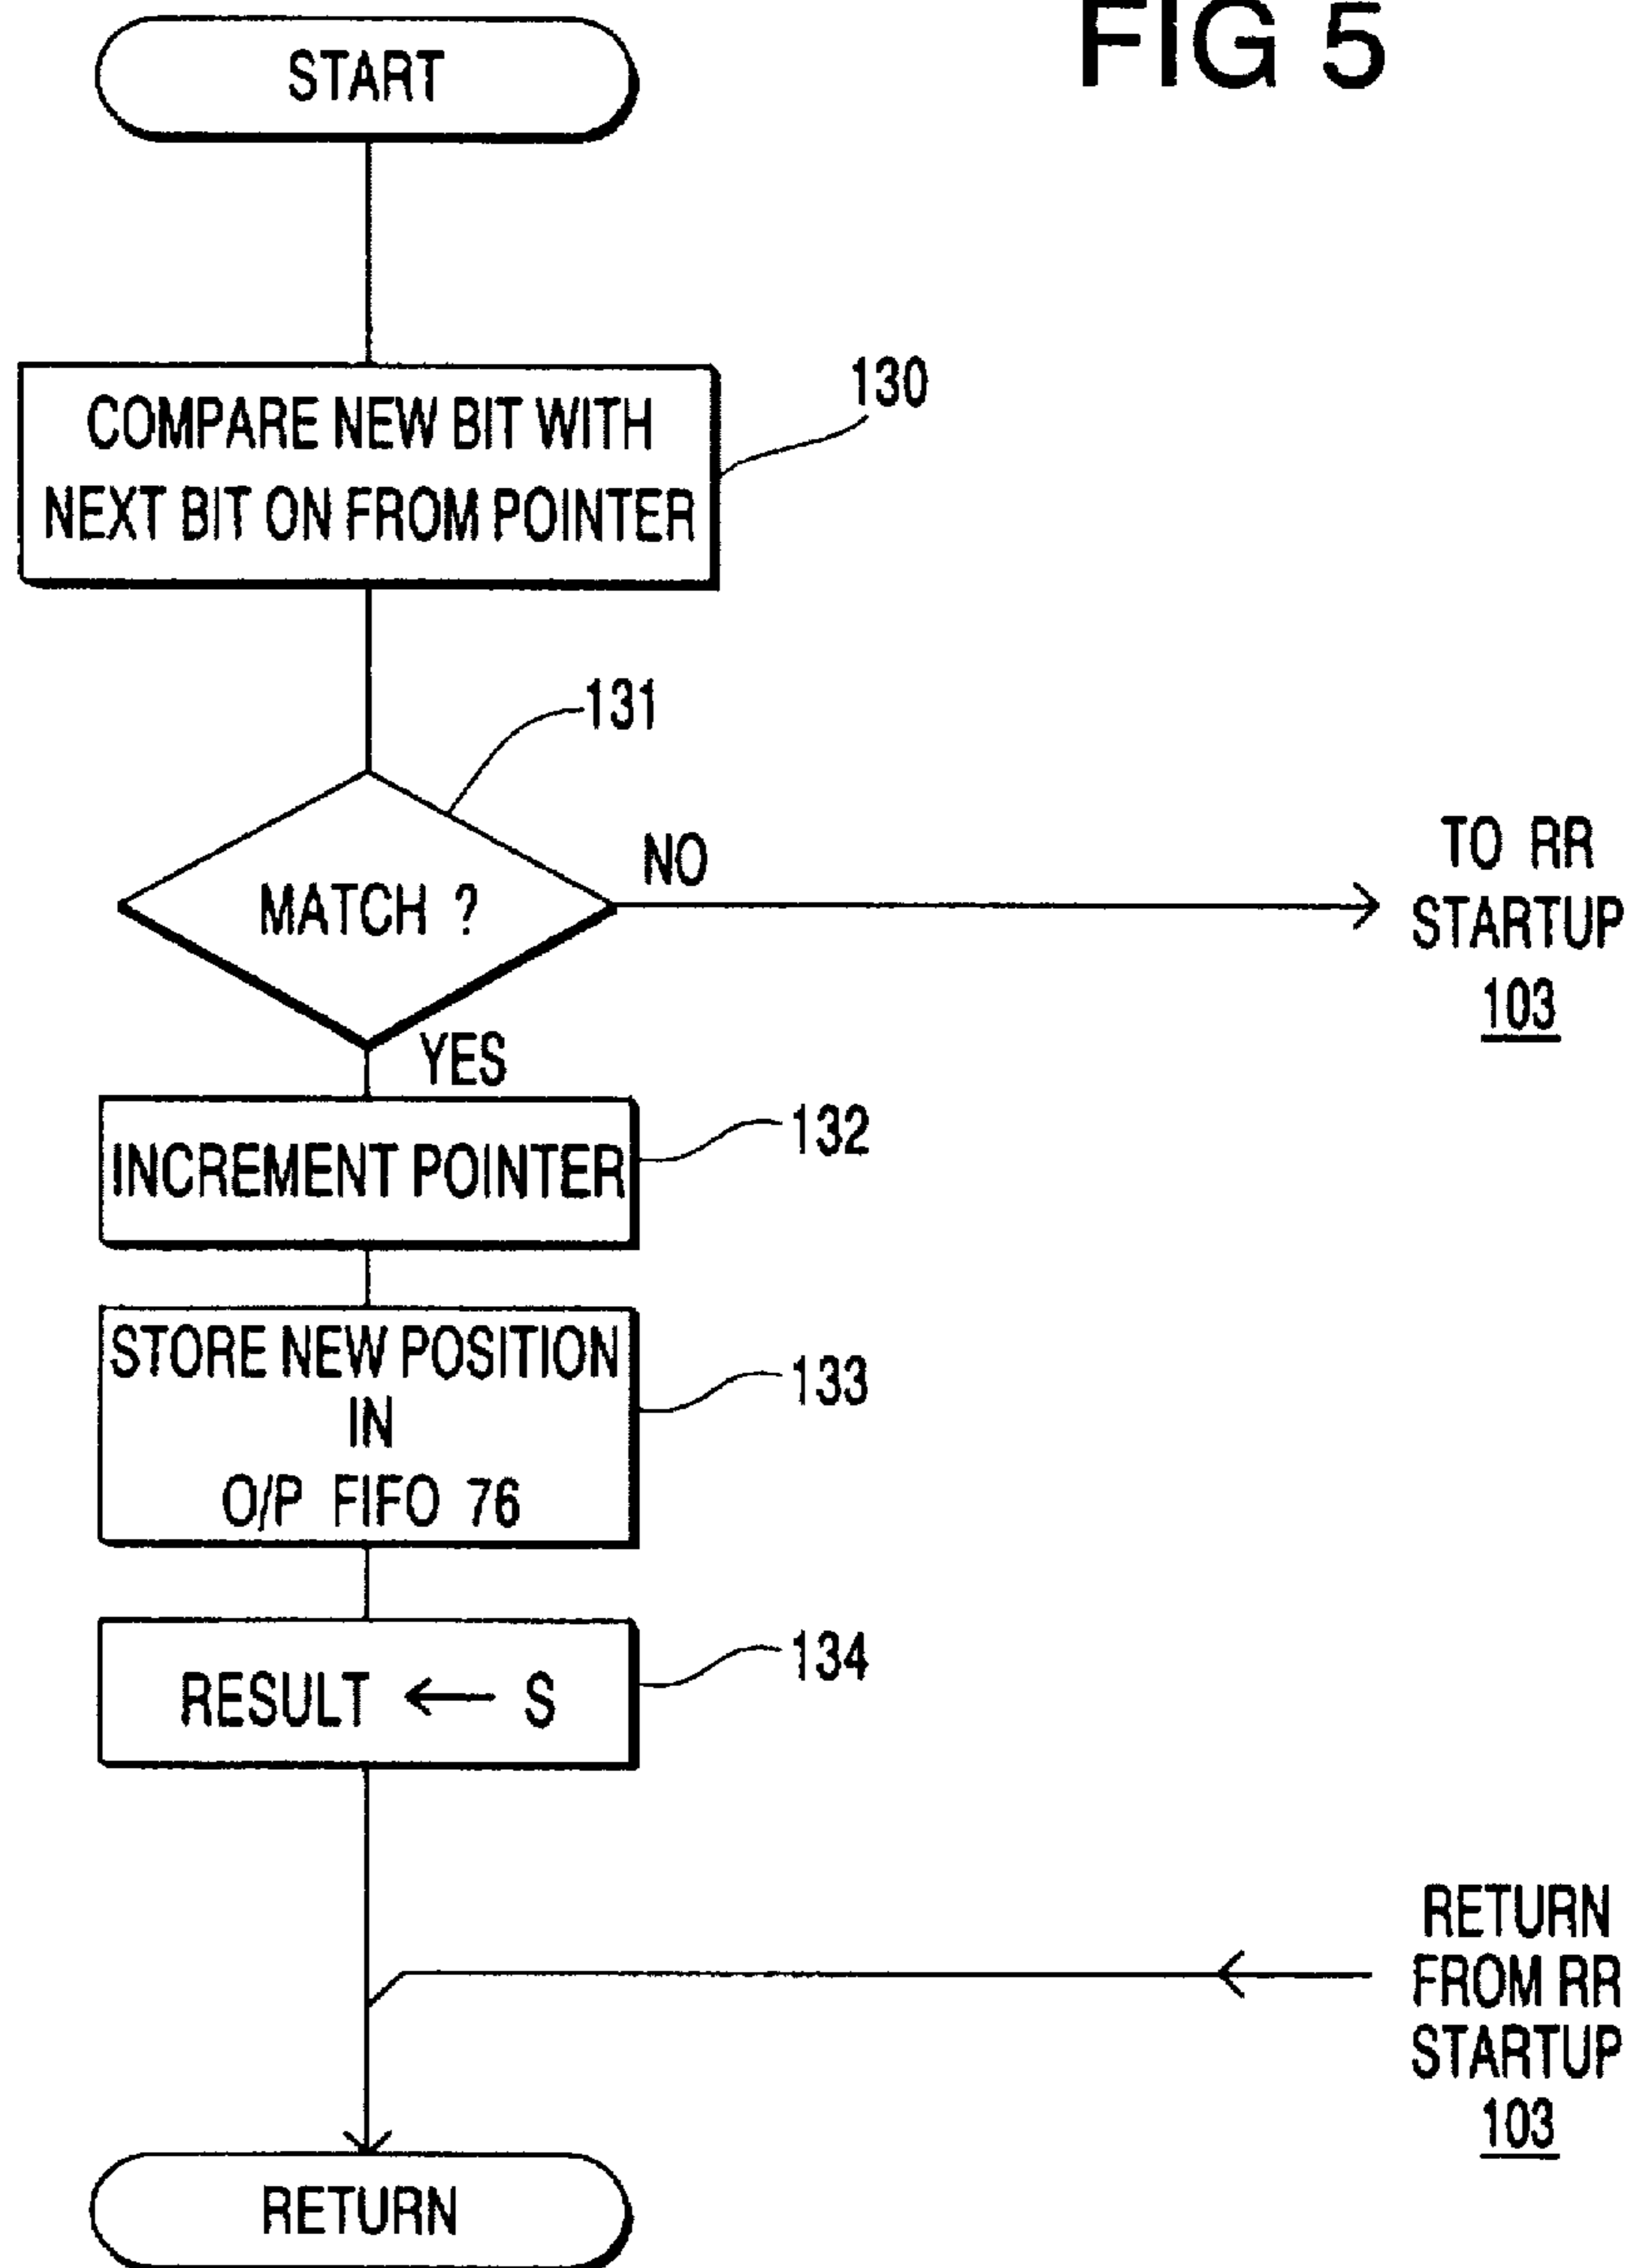 FIG 5
START
COMPARE NEW BIT WITH
NEXT BIT ON FROM POINTER
130
131
MATCH ?
NO
TO RR
STARTUP
103
YES
INCREMENT POINTER
132
STORE NEW POSITION
IN
O/P FIFO 76
133
RESULT ← S
134
RETURN
FROM RR
STARTUP
103
RETURN